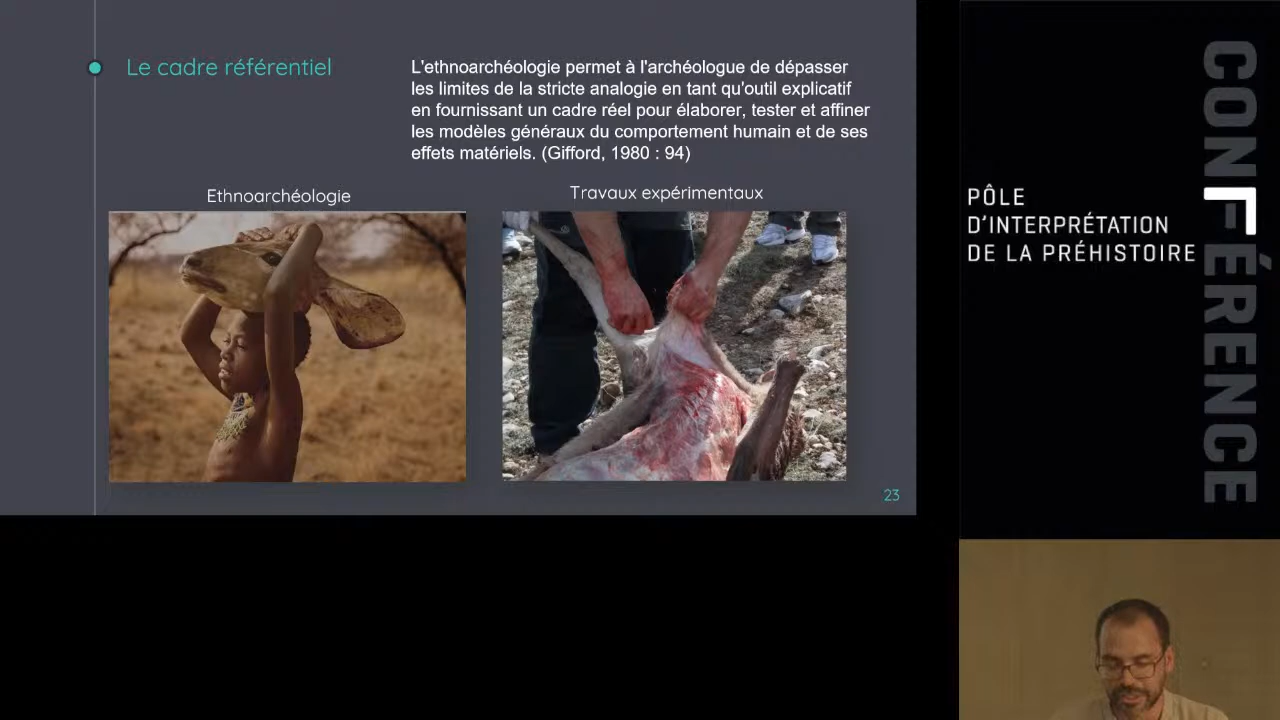 Le cadre référentiel
L'ethnoarchéologie permet à l'archéologue de dépasser
les limites de la stricte analogie en tant qu'outil explicatif
en fournissant un cadre réel pour élaborer, tester et affiner
les modèles généraux du comportement humain et de ses
effets matériels. (Gifford, 1980 : 94)
Ethnoarchéologie
Travaux expérimentaux
23
PÔLE
D'INTERPRÉTATION
DE LA PRÉHISTOIRE
CONFÉRENCE